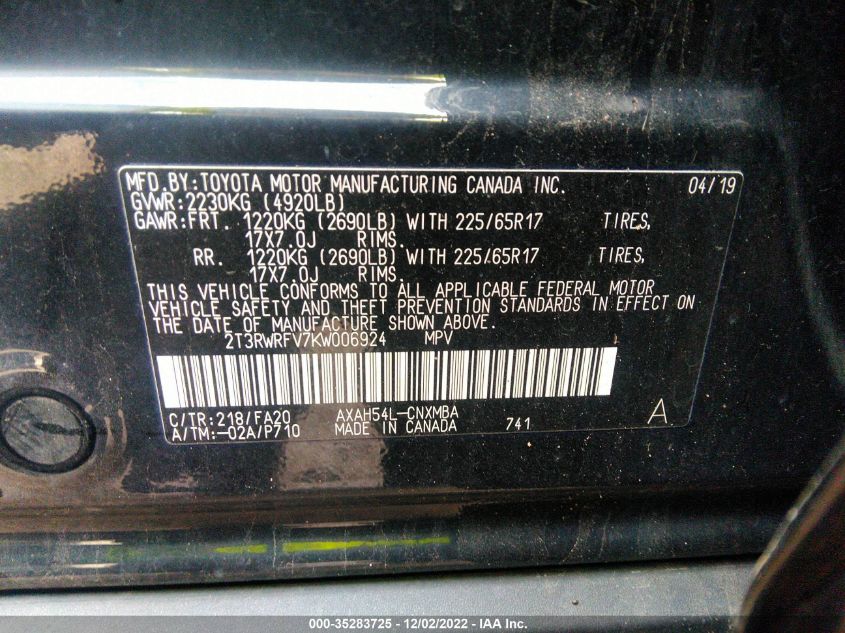 MFD.BY:TOYOTA MOTOR MANUFACTURING CANADA INC. 04/19
GVWR:2230KG (4920LB)
GAWR:FRT. 1220KG (2690LB) WITH 225/65R17 TIRES,
17X7.0J RIMS.
RR. 1220KG (2690LB) WITH 225/65R17 TIRES,
17X7.0J RIMS.
THIS VEHICLE CONFORMS TO ALL APPLICABLE FEDERAL MOTOR
VEHICLE SAFETY AND THEFT PREVENTION STANDARDS IN EFFECT ON
THE DATE OF MANUFACTURE SHOWN ABOVE.
2T3RWRFV7KW006924 MPV
C/TR:218/FA20 AXAH54L-CNXMBA A
A/TM:-02A/P710 MADE IN CANADA 741
000-35283725 - 12/02/2022 - IAA Inc.